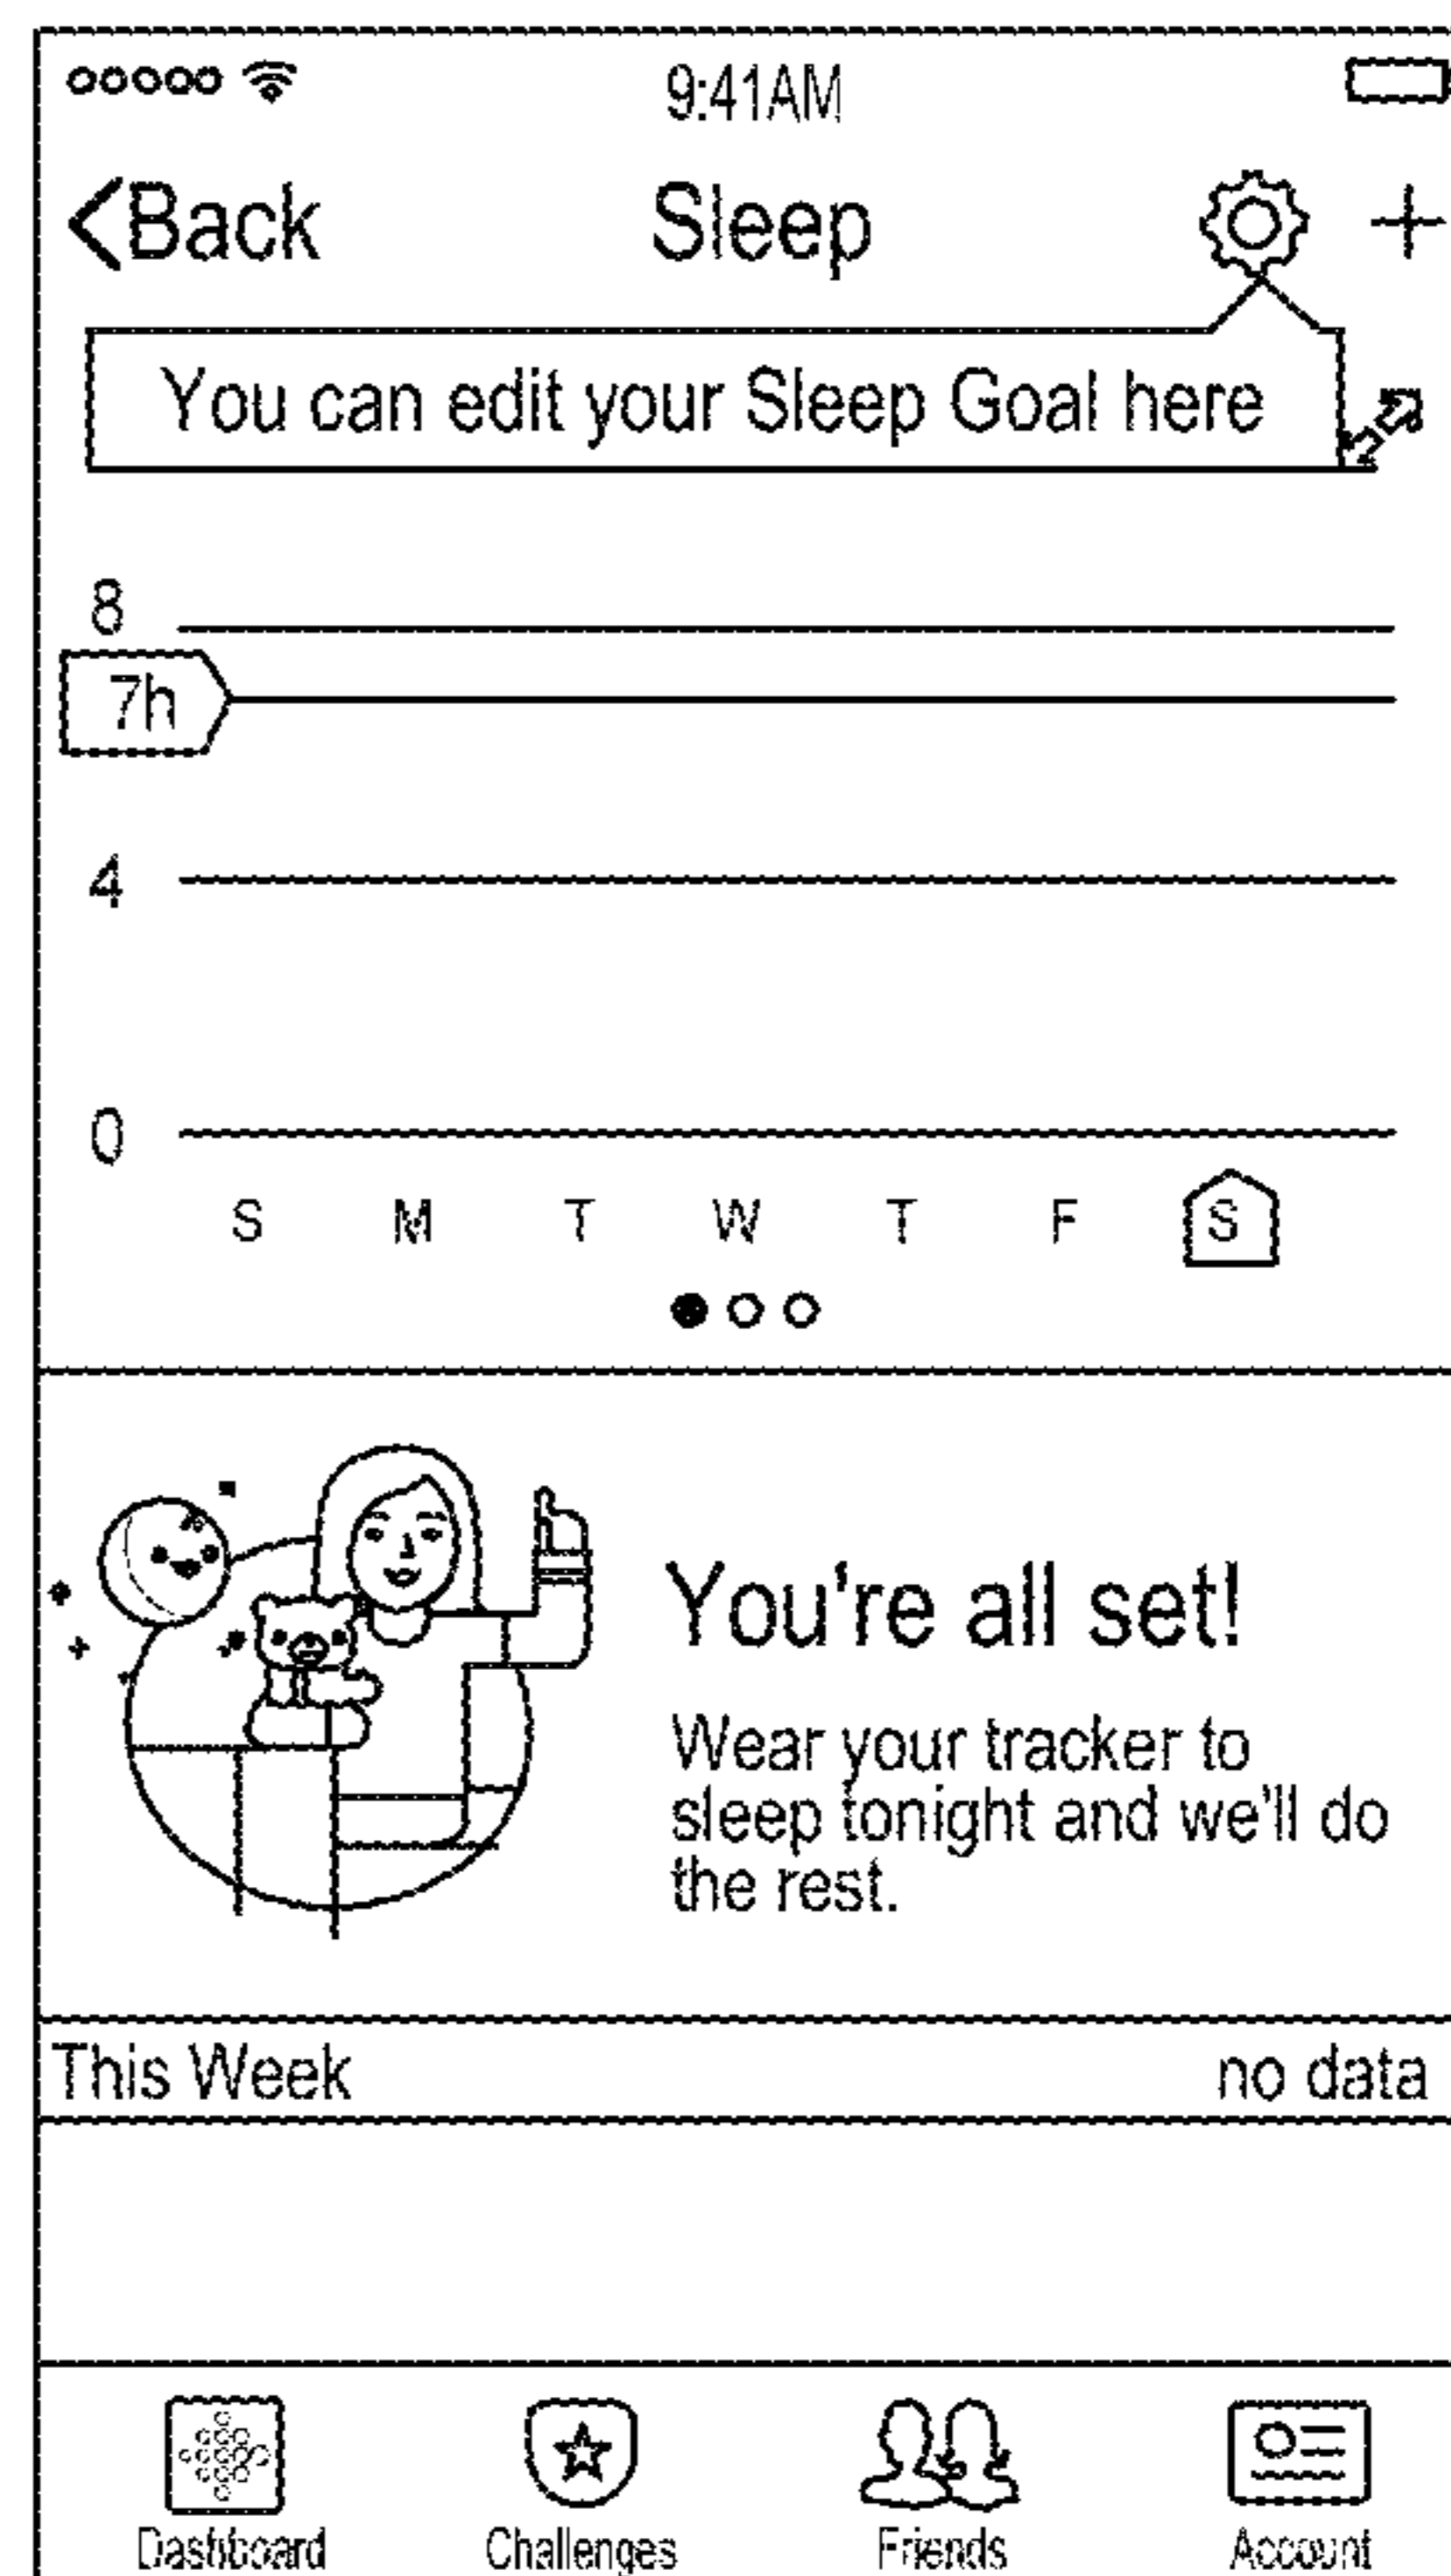 9:41AM
<Back Sleep +
You can edit your Sleep Goal here
8
7h
4
0
S M T W T F S
You're all set!
Wear your tracker to
sleep tonight and we'll do
the rest.
This Week no data
Dashboard Challenges Friends Account